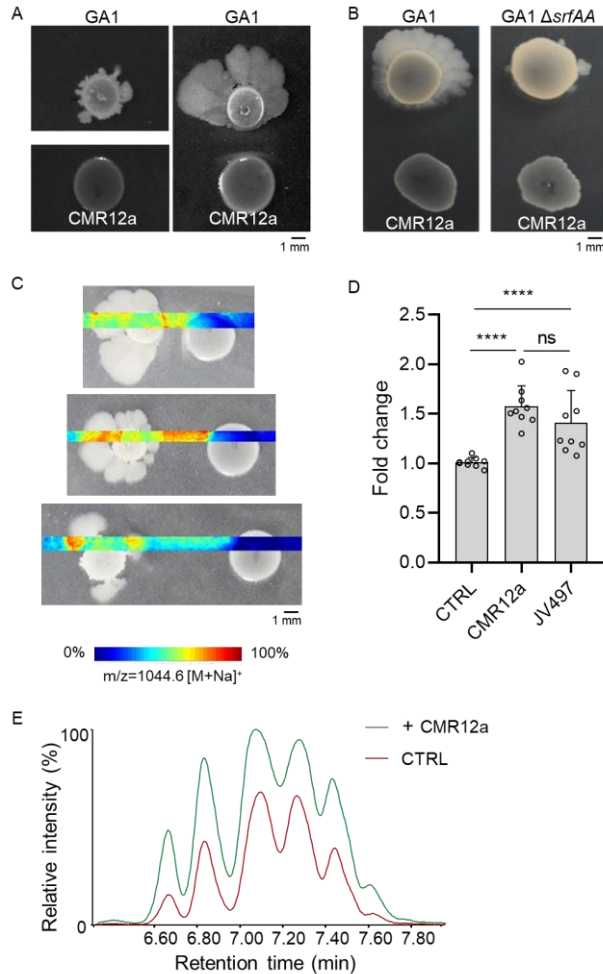 A
GA1
GA1
CMR12a
CMR12a
1 mm
B
GA1
GA1 ΔsrfAA
CMR12a
CMR12a
1 mm
C
1 mm
0%
100%
m/z=1044.6 [M+Na]⁺
D
****
****
ns
Fold change
2.5
2.0
1.5
1.0
0.5
0.0
CTRL
CMR12a
JV497
E
+ CMR12a
CTRL
Relative intensity (%)
100
0
6.60 6.80 7.00 7.20 7.40 7.60 7.80
Retention time (min)